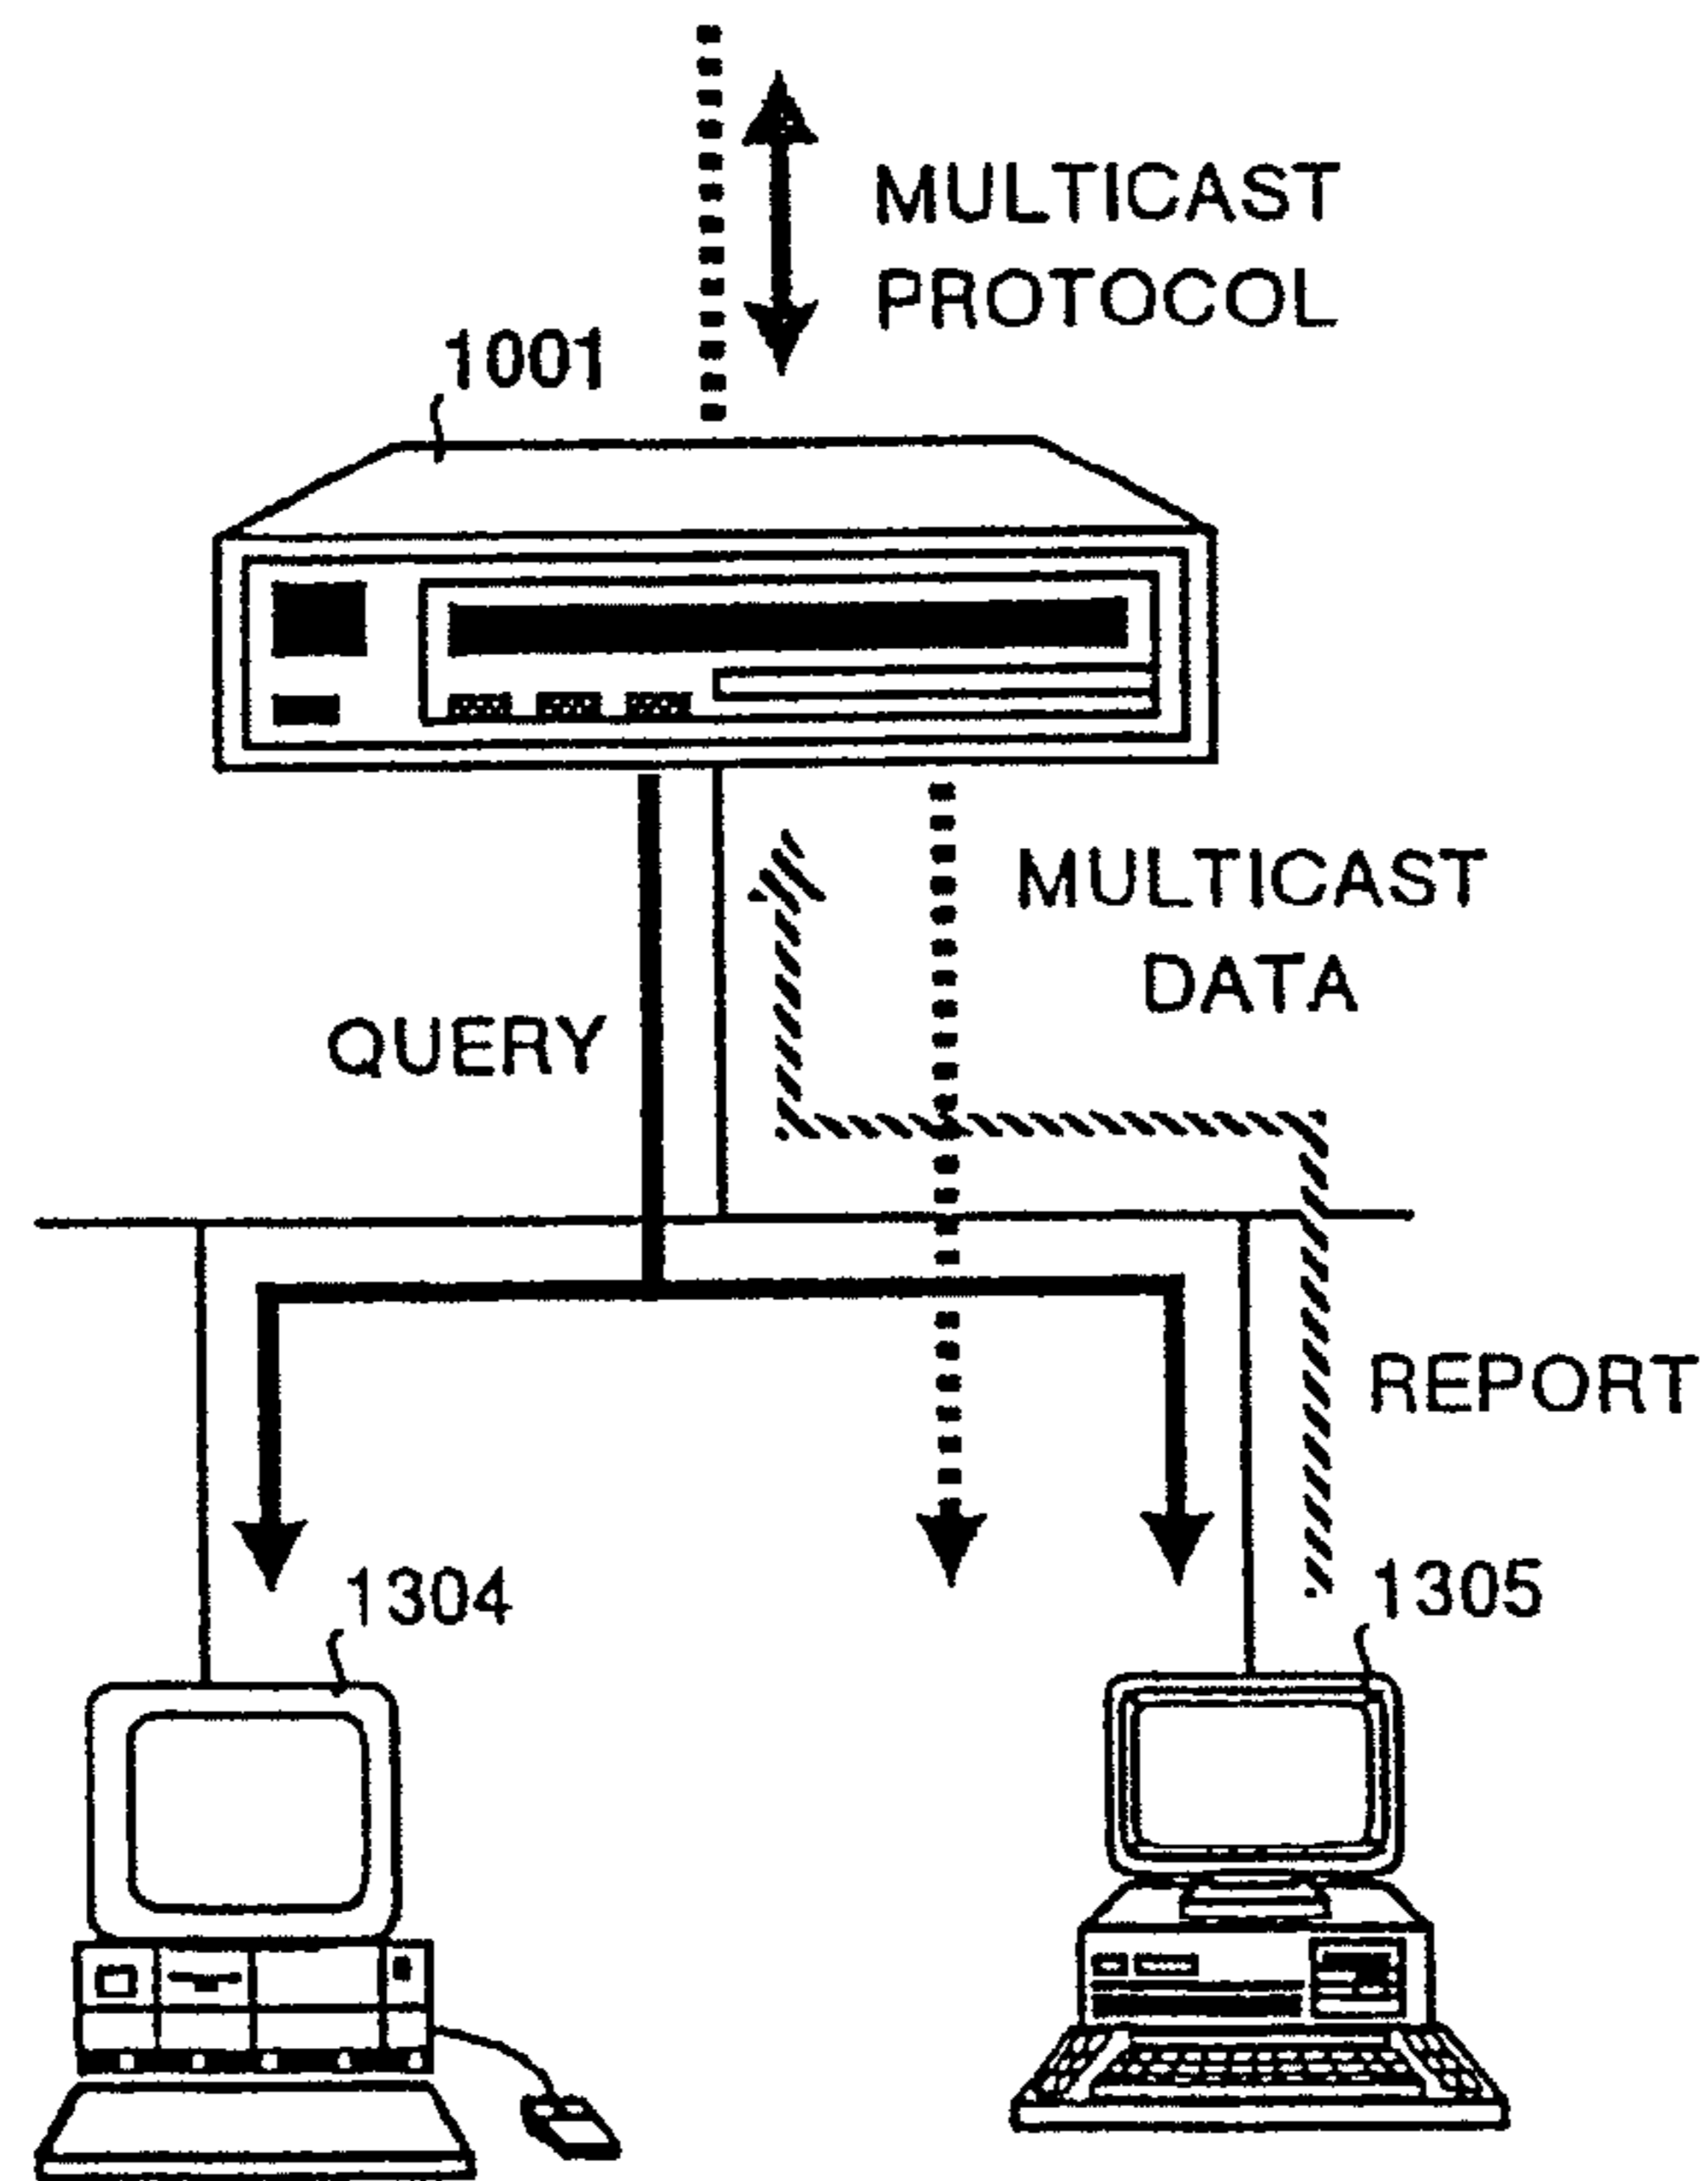 MULTICAST
PROTOCOL
1001
MULTICAST
DATA
QUERY
REPORT
1304
1305